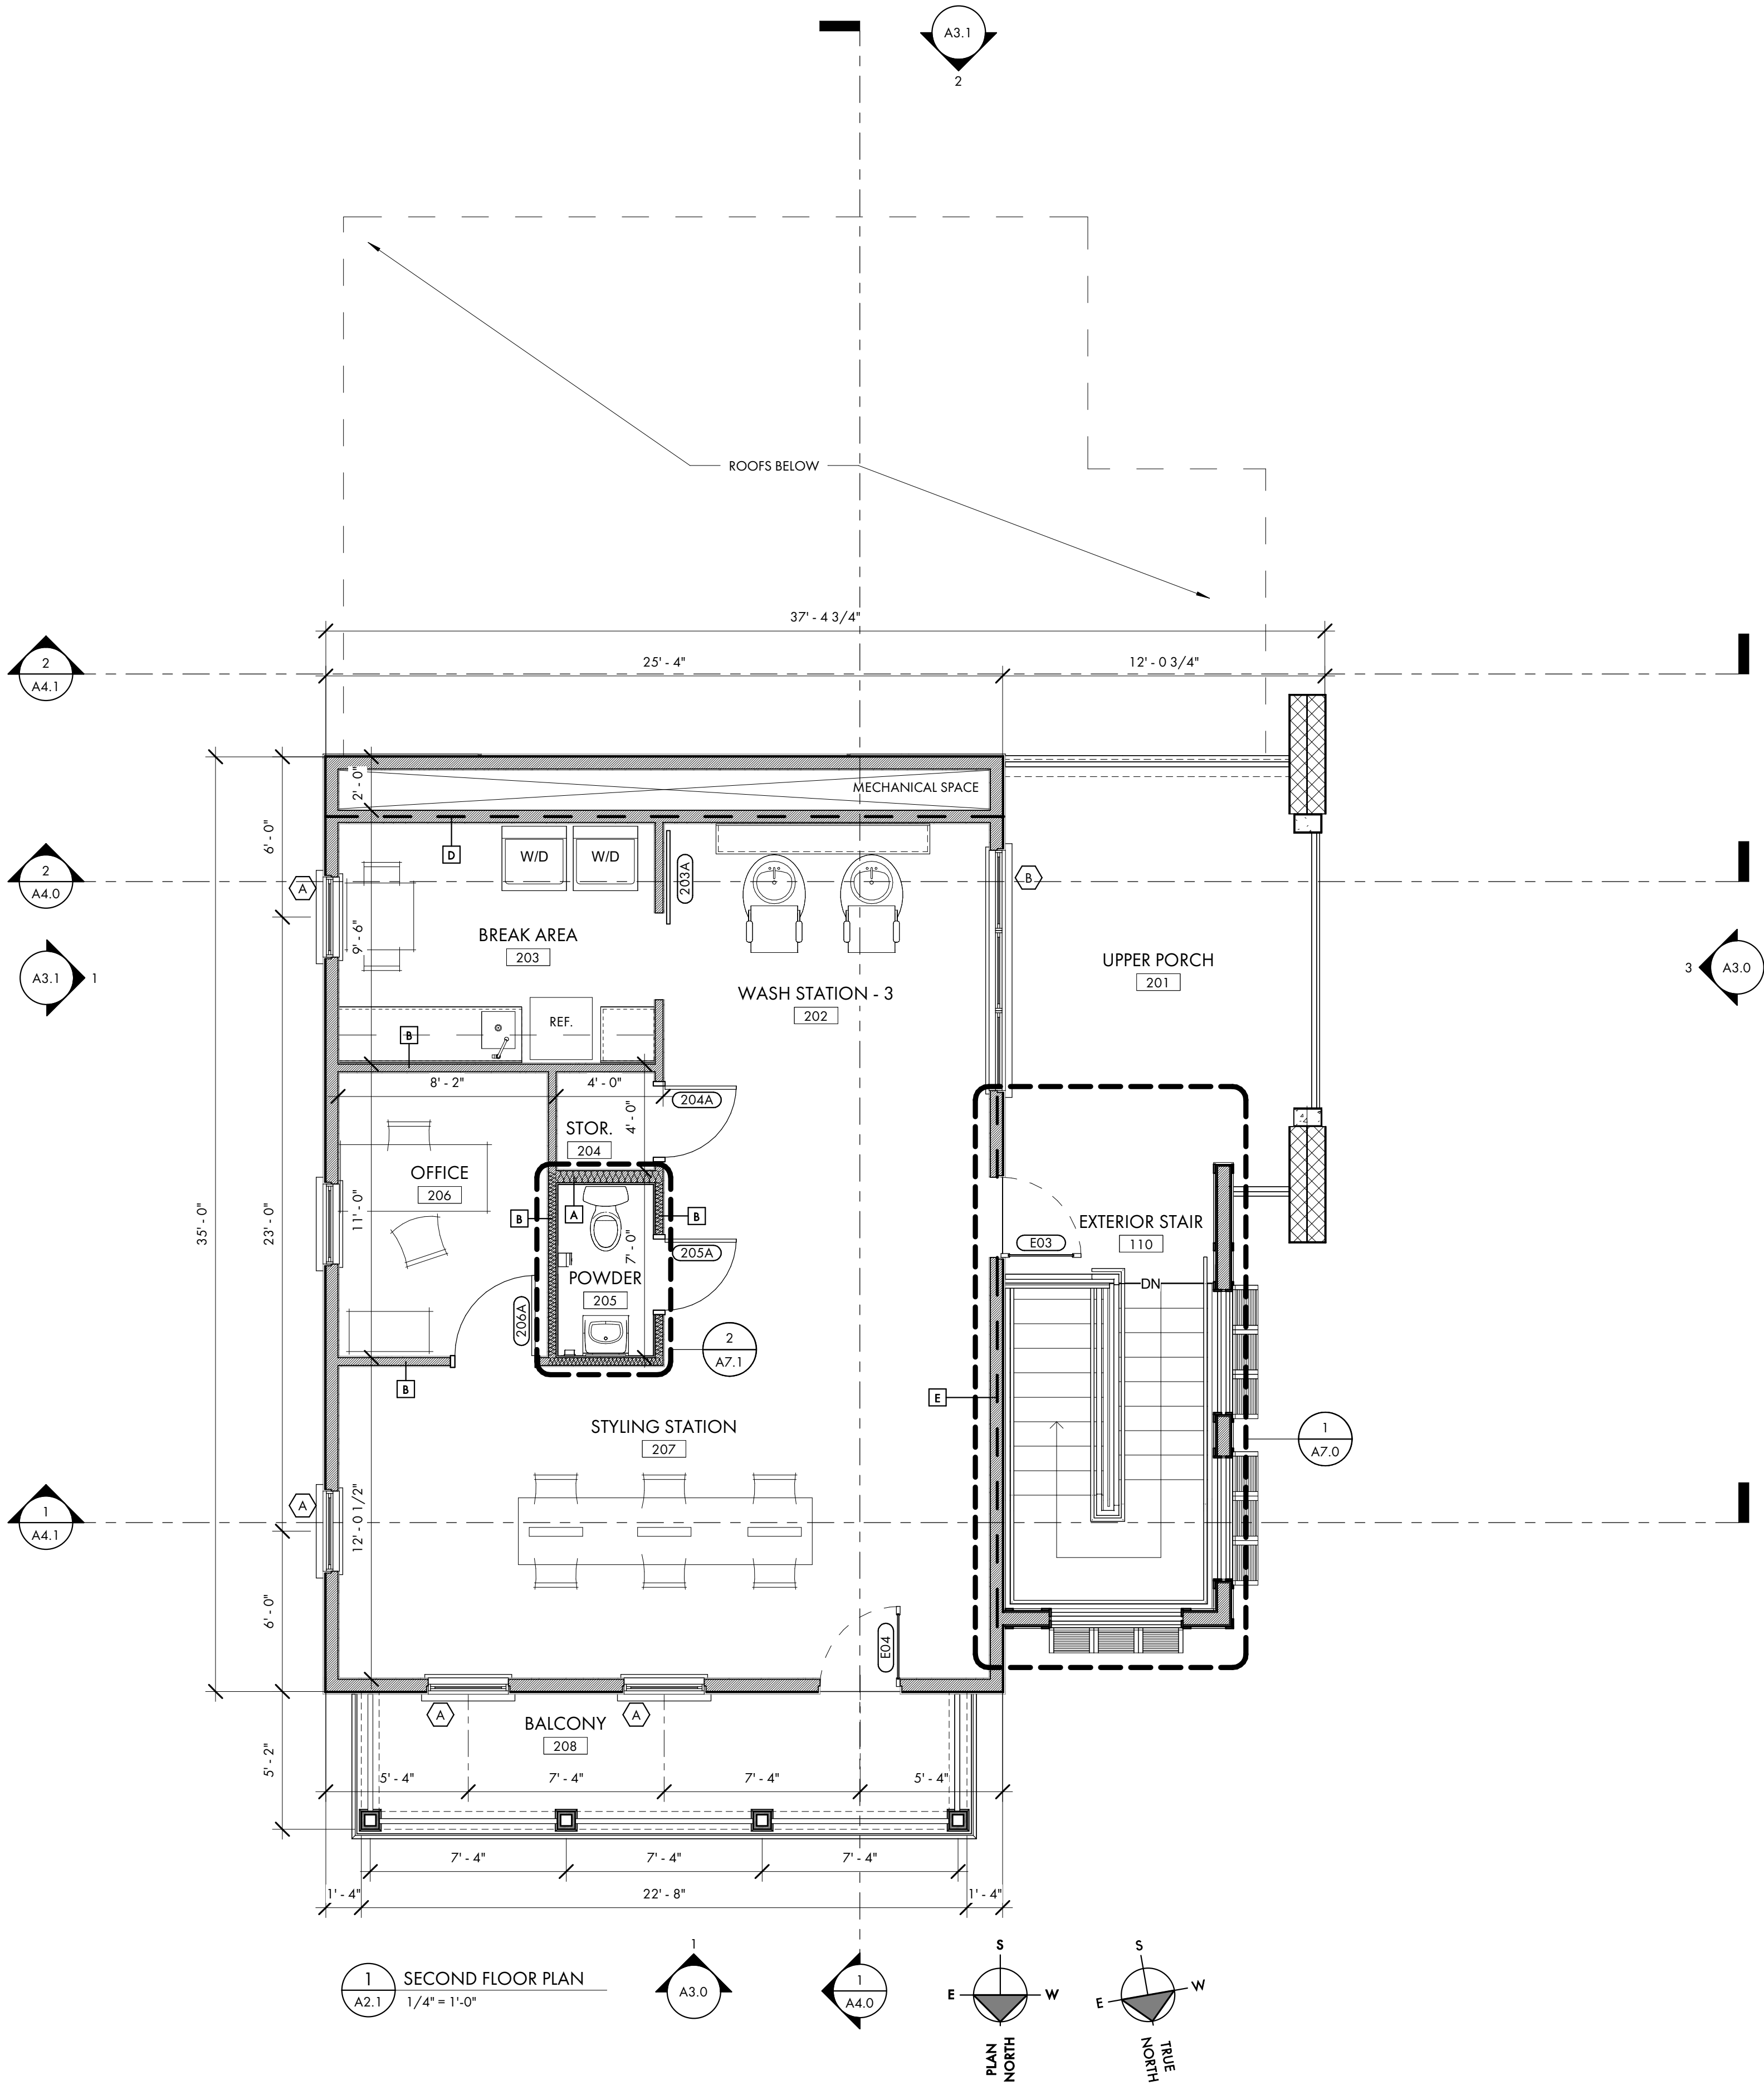 A3.1
2
ROOFS BELOW
37' - 4 3/4"
25' - 4"
12' - 0 3/4"
2
A4.1
MECHANICAL SPACE
2' - 0"
6' - 0"
D
W/D
W/D
203A
2
A4.0
A
B
9' - 6"
BREAK AREA
203
UPPER PORCH
201
A3.1
1
3
A3.0
WASH STATION - 3
202
REF.
B
8' - 2"
4' - 0"
204A
4' - 0"
STOR.
204
OFFICE
206
35' - 0"
23' - 0"
11' - 0"
B
A
B
7' - 0"
205A
EXTERIOR STAIR
110
E03
DN
POWDER
205
206A
2
A7.1
B
E
STYLING STATION
207
1
A7.0
A
12' - 0 1/2"
1
A4.1
6' - 0"
E04
A
A
BALCONY
208
5' - 2"
5' - 4"
7' - 4"
7' - 4"
5' - 4"
7' - 4"
7' - 4"
7' - 4"
1' - 4"
22' - 8"
1' - 4"
1
A2.1
SECOND FLOOR PLAN
1/4" = 1'-0"
1
A3.0
1
A4.0
S
E
W
PLAN
NORTH
S
E
W
TRUE
NORTH